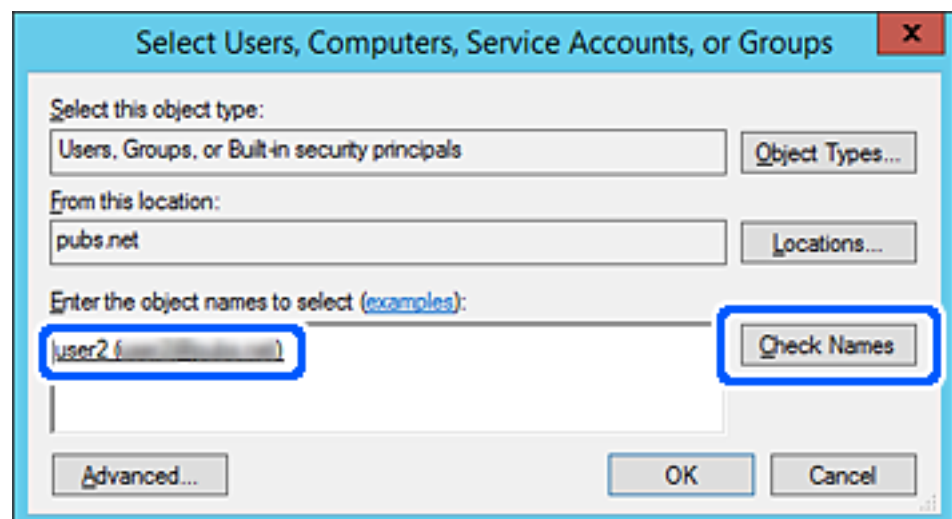 Select Users, Computers, Service Accounts, or Groups
x
Select this object type:
Users, Groups, or Built-in security principals
Object Types...
From this location:
pubs.net
Locations...
Enter the object names to select (examples):
user2 ( )
Check Names
Advanced...
OK
Cancel